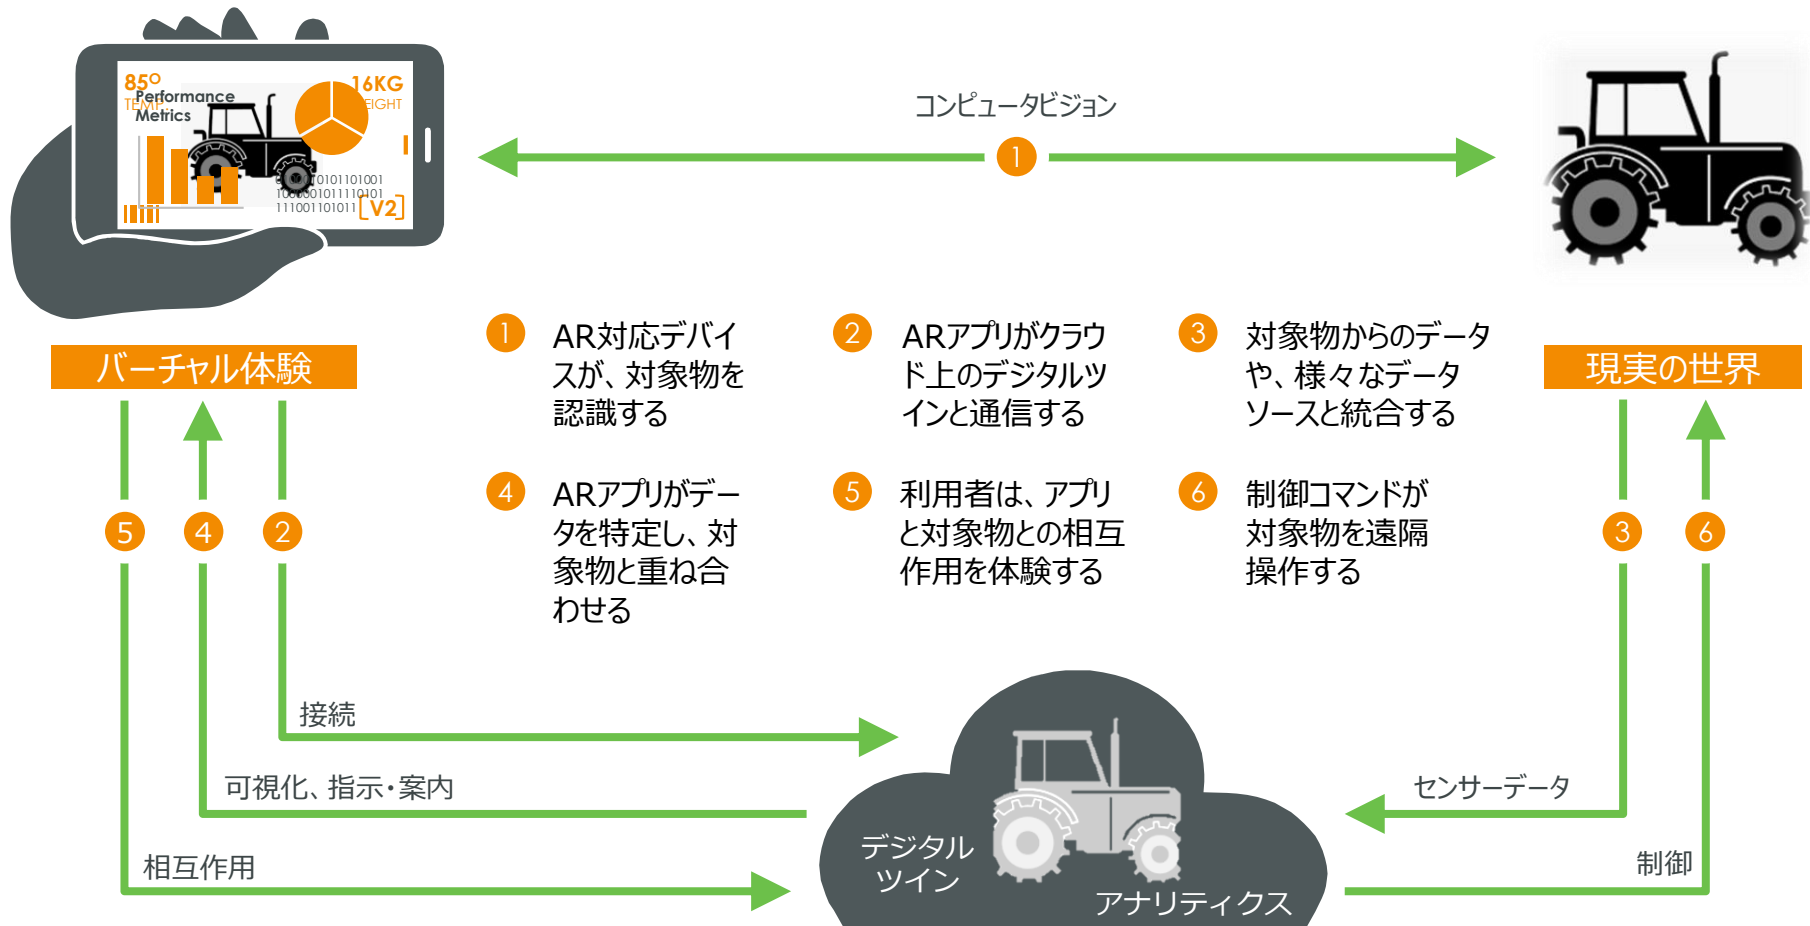 85°
TEMP.
Performance
Metrics
16KG
コンピュータビジョン
1
1000001011110101
111001101011
[V2]
バーチャル体験
現実の世界
1
AR対応デバイ
スが、対象物を
認識する
2
ARアプリがクラウ
ド上のデジタルツ
インと通信する
3
対象物からのデータ
や、様々なデータ
ソースと統合する
4
ARアプリがデー
タを特定し、対
象物と重ね合
わせる
5
利用者は、アプリ
と対象物との相互
作用を体験する
6
制御コマンドが
対象物を遠隔
操作する
5
4
2
3
6
接続
可視化、指示・案内
相互作用
センサーデータ
制御
デジタル
ツイン
アナリティクス